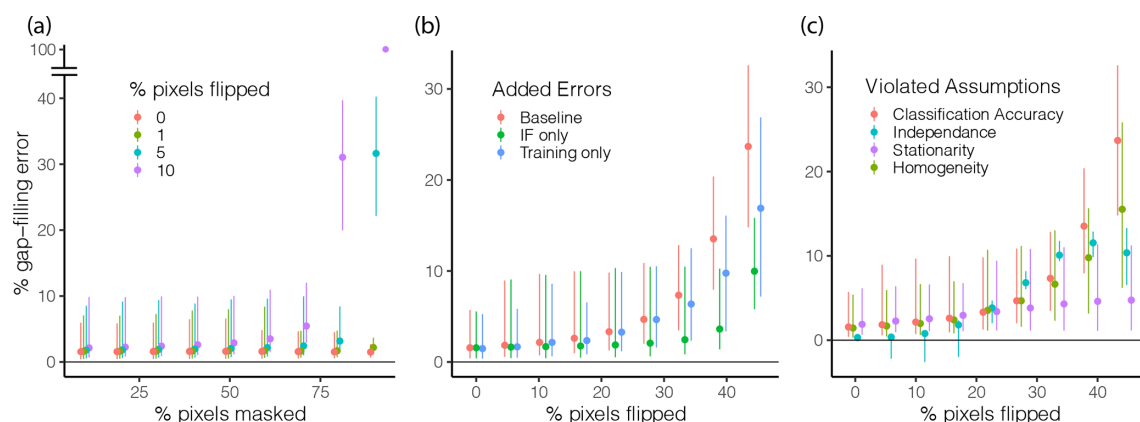 (a)
100
40
30
20
10
0
% gap–filling error
% pixels flipped
0
1
5
10
25
50
75
% pixels masked
(b)
30
20
10
0
Added Errors
Baseline
IF only
Training only
0
10
20
30
40
% pixels flipped
(c)
30
20
10
0
Violated Assumptions
Classification Accuracy
Independance
Stationarity
Homogeneity
0
10
20
30
40
% pixels flipped